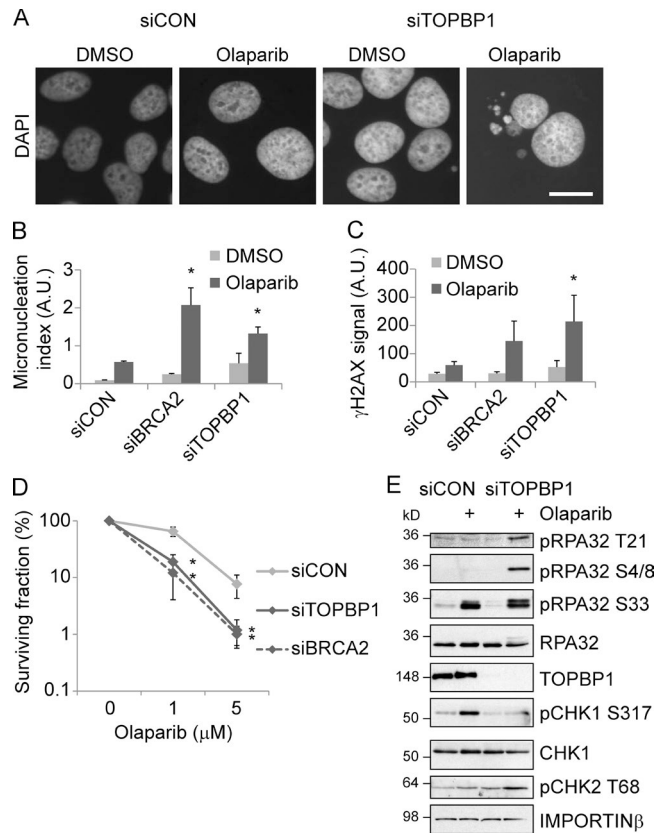 A
siCON siTOPBP1
DMSO Olaparib DMSO Olaparib
DAPI
B
Micronucleation
index (A.U.)
DMSO
Olaparib
3
2
1
0
*
*
siCON
siBRCA2
siTOPBP1
C
γH2AX signal (A.U.)
DMSO
Olaparib
400
300
200
100
0
*
siCON
siBRCA2
siTOPBP1
D
Surviving fraction (%)
100
10
1
0.1
*
*
*
*
siCON
siTOPBP1
siBRCA2
0 1 5
Olaparib (μM)
E
siCON siTOPBP1
kD + + Olaparib
36 pRPA32 T21
36 pRPA32 S4/8
36 pRPA32 S33
36 RPA32
148 TOPBP1
50 pCHK1 S317
50 CHK1
64 pCHK2 T68
98 IMPORTINβ